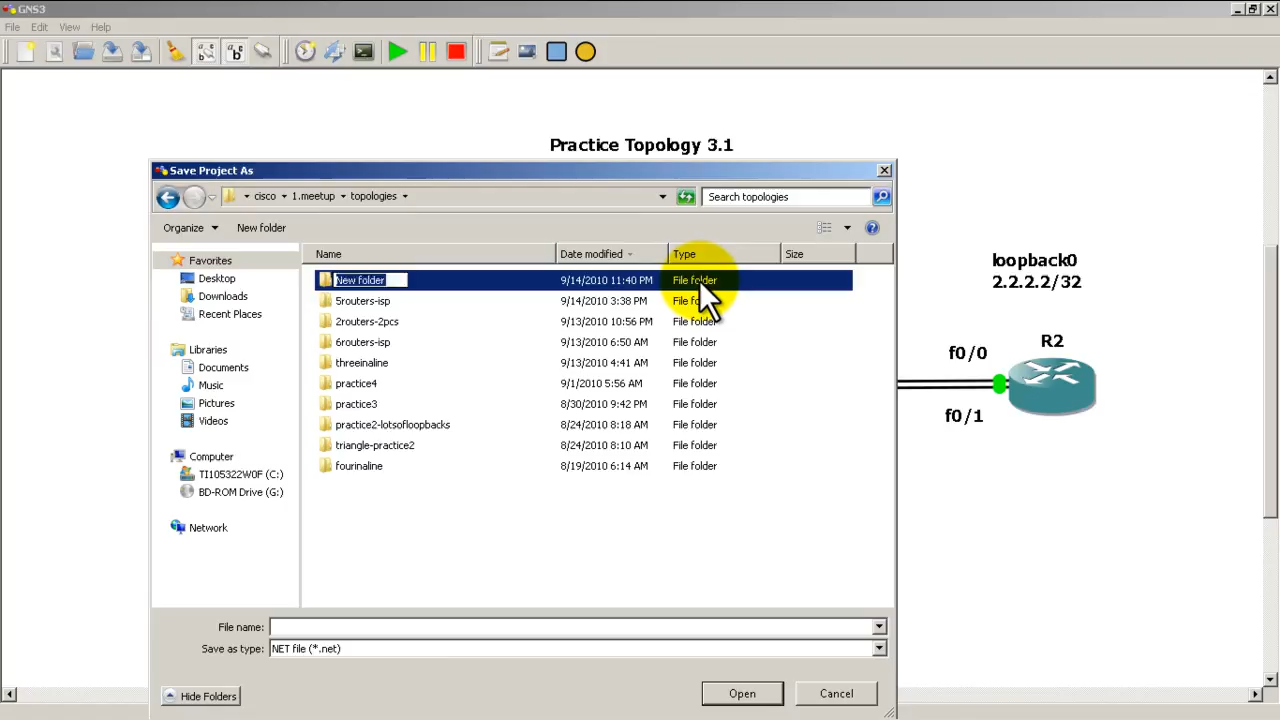 GNS3
File Edit View Help
Practice Topology 3.1
Save Project As
cisco 1.meetup topologies
Search topologies
Organize New folder
Name Date modified Type Size
Favorites
Desktop
Downloads
Recent Places
Libraries
Documents
Music
Pictures
Videos
Computer
TI105322W0F (C:)
BD-ROM Drive (G:)
Network
New folder 9/14/2010 11:40 PM File folder
5routers-isp 9/14/2010 3:38 PM File
2routers-2pcs 9/13/2010 10:56 PM File folder
6routers-isp 9/13/2010 6:50 AM File folder
threeinaline 9/13/2010 4:41 AM File folder
practice4 9/1/2010 5:56 AM File folder
practice3 8/30/2010 9:42 PM File folder
practice2-lotsofloopbacks 8/24/2010 8:18 AM File folder
triangle-practice2 8/24/2010 8:10 AM File folder
fourinaline 8/19/2010 6:14 AM File folder
File name:
Save as type: NET file (*.net)
Hide Folders Open Cancel
loopback0
2.2.2.2/32
R2
f0/0
f0/1